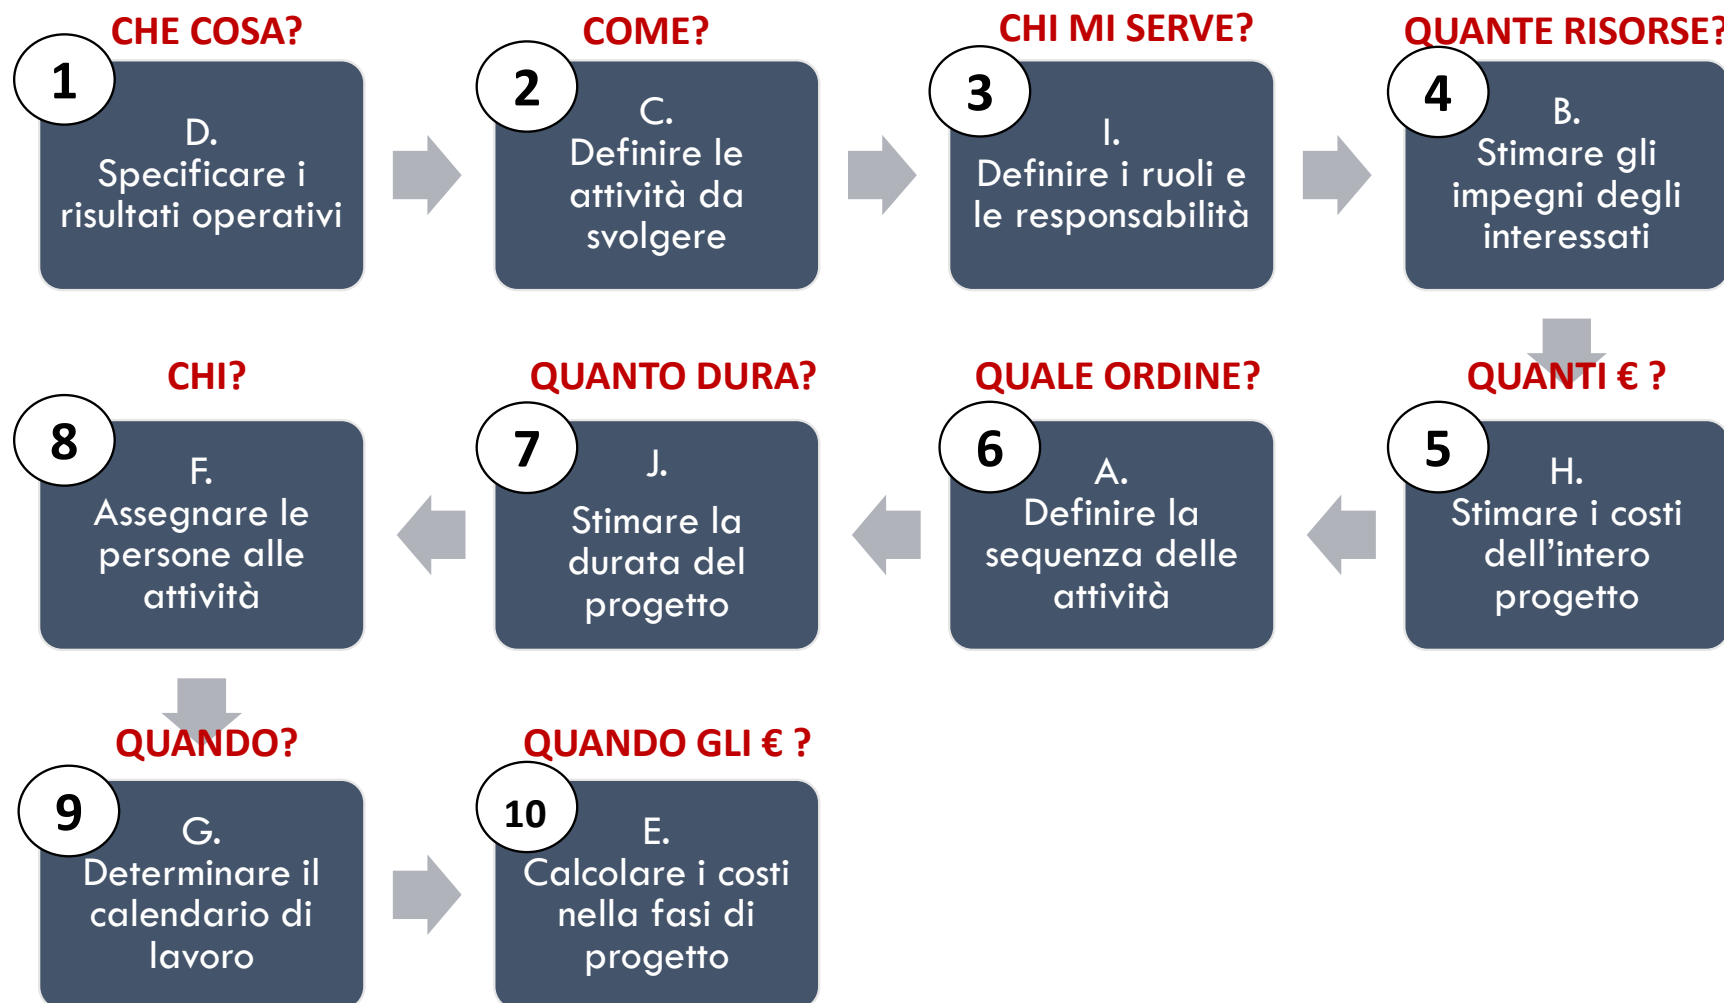 CHE COSA?
1
D.
Specificare i
risultati operativi
COME?
2
C.
Definire le
attività da
svolgere
CHI MI SERVE?
3
I.
Definire i ruoli e
le responsabilità
QUANTE RISORSE?
4
B.
Stimare gli
impegni degli
interessati
QUANTI € ?
5
H.
Stimare i costi
dell'intero
progetto
QUALE ORDINE?
6
A.
Definire la
sequenza delle
attività
QUANTO DURA?
7
J.
Stimare la
durata del
progetto
CHI?
8
F.
Assegnare le
persone alle
attività
QUANDO?
9
G.
Determinare il
calendario di
lavoro
QUANDO GLI € ?
10
E.
Calcolare i costi
nella fasi di
progetto